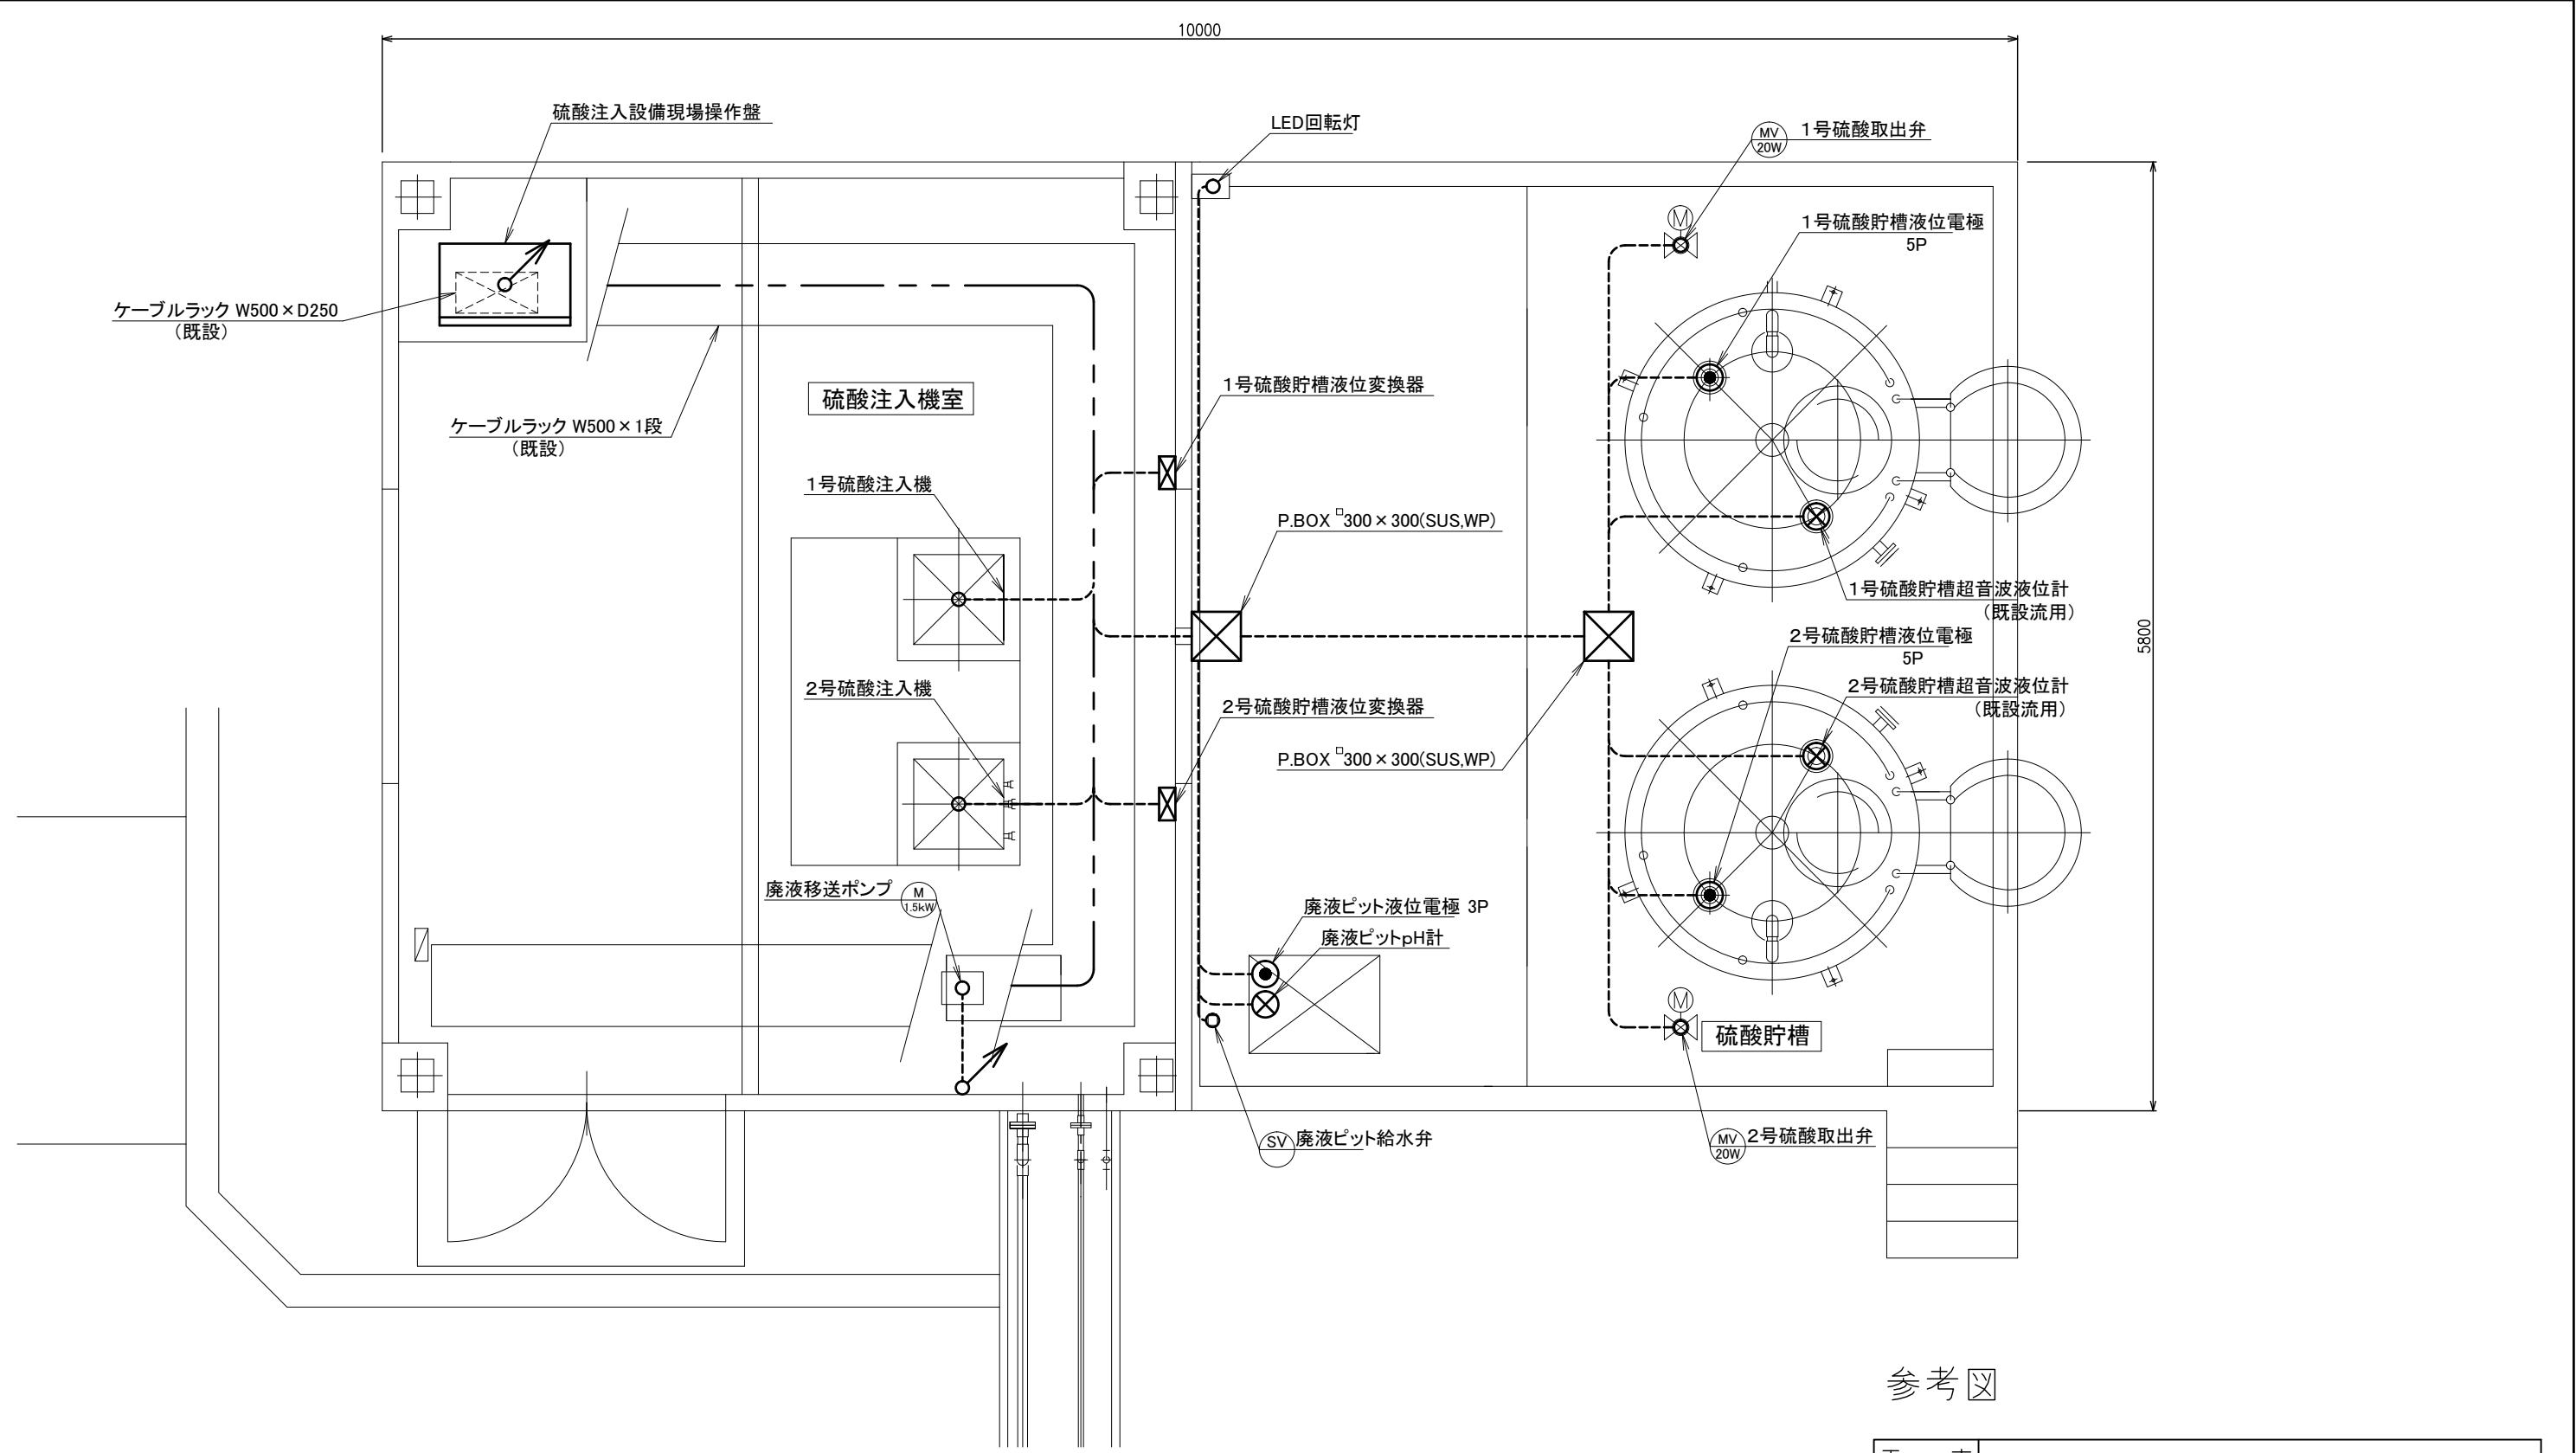 10000
硫酸注入設備現場操作盤
LED回転灯
MV
20W
1号硫酸取出弁
M
1号硫酸貯槽液位電極
5P
ケーブルラック W500×D250
(既設)
ケーブルラック W500×1段
(既設)
硫酸注入機室
1号硫酸貯槽液位変換器
1号硫酸注入機
P.BOX □300×300(SUS,WP)
1号硫酸貯槽超音波液位計
(既設流用)
5800
2号硫酸貯槽液位電極
5P
2号硫酸注入機
2号硫酸貯槽液位変換器
2号硫酸貯槽超音波液位計
(既設流用)
P.BOX □300×300(SUS,WP)
廃液移送ポンプ
M
1.5kW
廃液ピット液位電極 3P
廃液ピットpH計
M
硫酸貯槽
SV
廃液ピット給水弁
MV
20W
2号硫酸取出弁
参考図